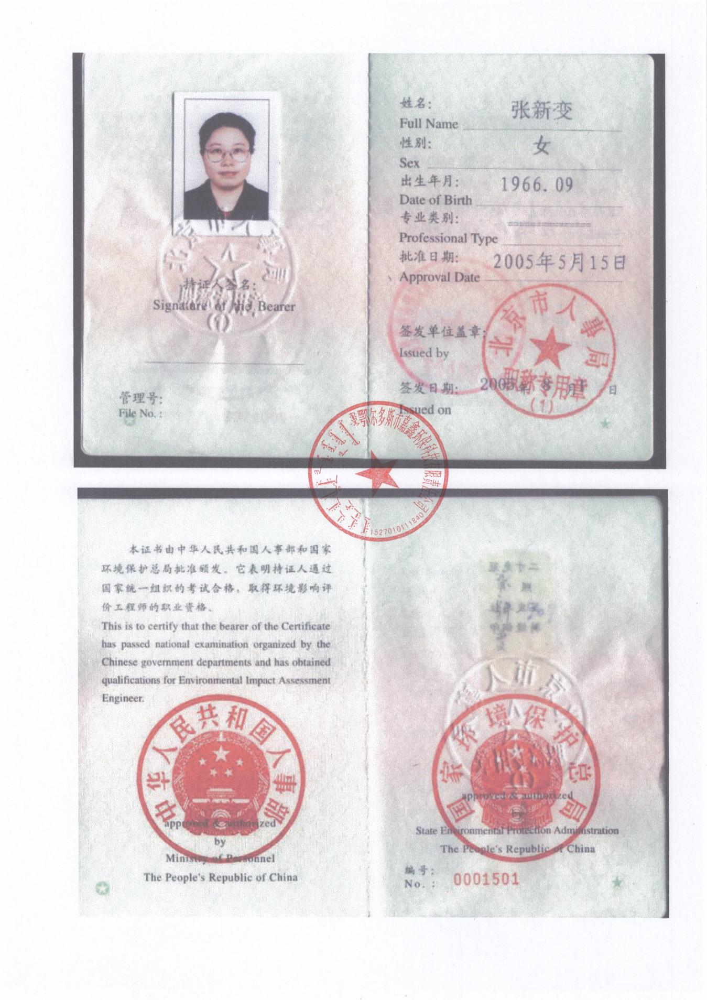 姓名:
张新变
Full Name
性别:
女
Sex
出生年月:
1966.09
Date of Birth
专业类别:
Professional Type
批准日期:
2005年5月15日
Approval Date
签发单位盖章:
Issued by
北京市人事局
职称专用章
(1)
签发日期: 2005年8月 日
Issued on
北京市人事局
(1)
持证人签名:
Signature of the Bearer
管理号:
File No. :
鄂尔多斯市嘉鑫环保科技有限责任公司
1527010111840
本证书由中华人民共和国人事部和国家
环境保护总局批准颁发。它表明持证人通过
国家统一组织的考试合格，取得环境影响评
价工程师的职业资格。
This is to certify that the bearer of the Certificate
has passed national examination organized by the
Chinese government departments and has obtained
qualifications for Environmental Impact Assessment
Engineer.
中华人民共和国人事部
approved & authorized
by
Ministry of Personnel
The People's Republic of China
国家环境保护总局
approved & authorized
by
State Environmental Protection Administration
The People's Republic of China
编号:
No. :
0001501